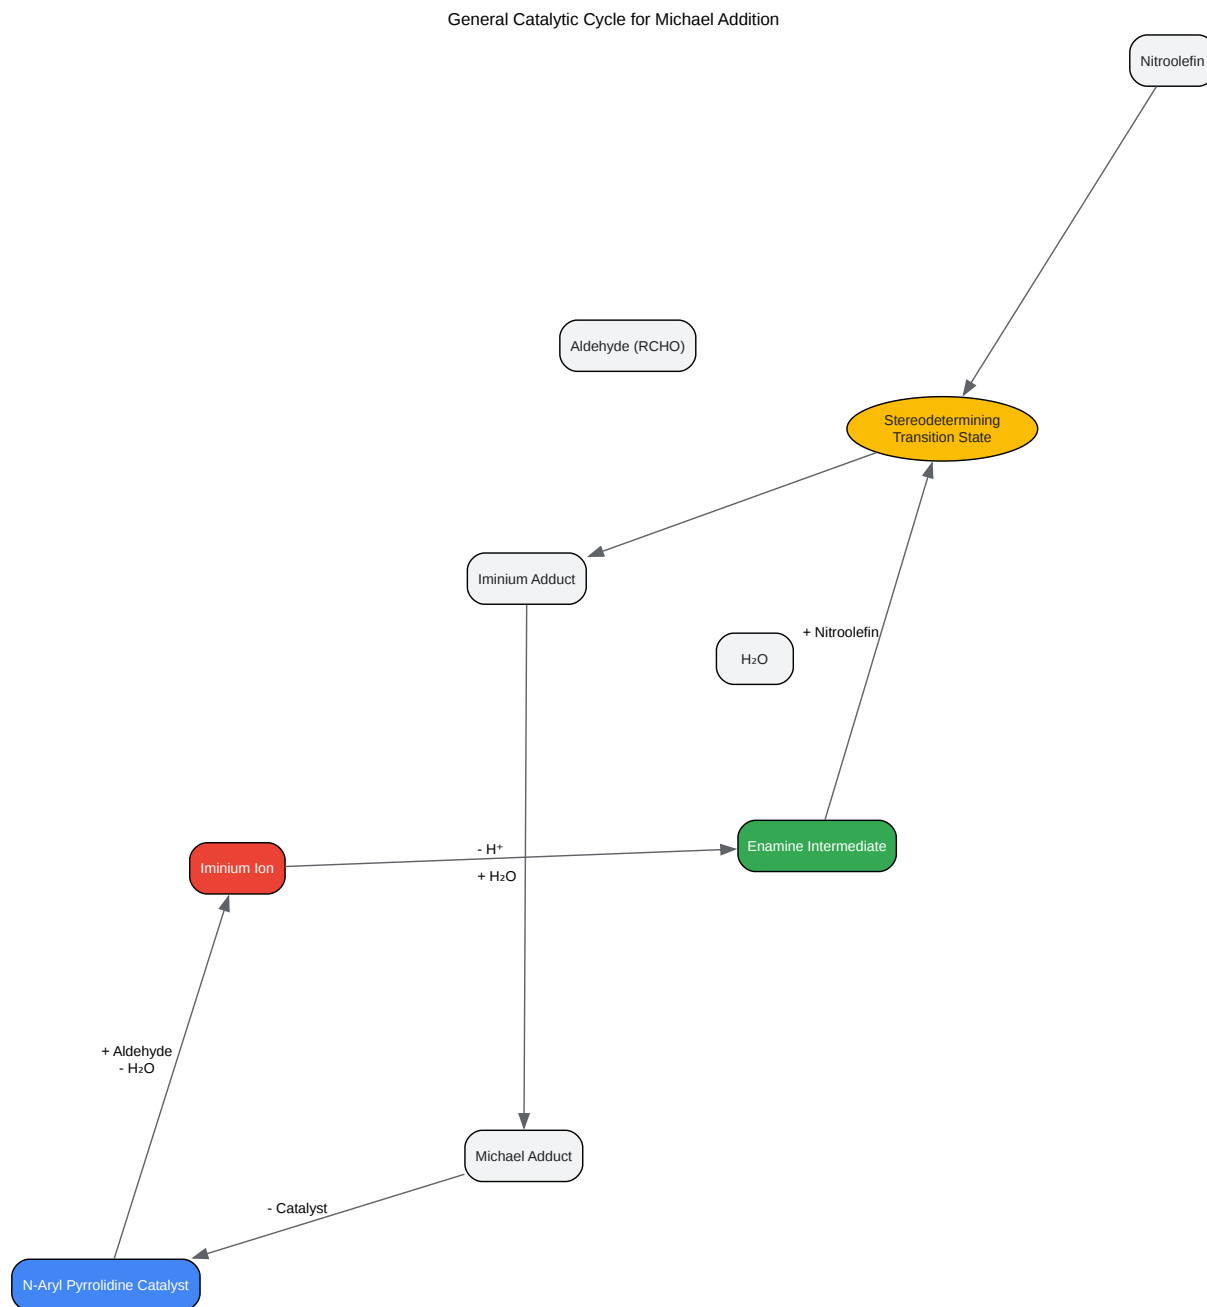 General Catalytic Cycle for Michael Addition
Nitroolefin
Aldehyde (RCHO)
Stereodetermining
Transition State
Iminium Adduct
+ Nitroolefin
H₂O
- H⁺
Enamine Intermediate
Iminium Ion
+ H₂O
+ Aldehyde
- H₂O
Michael Adduct
- Catalyst
N-Aryl Pyrrolidine Catalyst